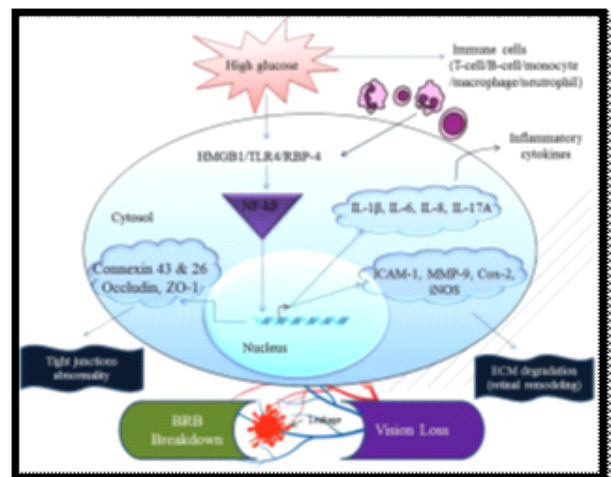 High glucose
Immune cells
(T-cell/B-cell/monocyte
/macrophage/neutrophil)
Inflammatory
cytokines
HMGB1/TLR4/RBP-4
NF-kβ
IL-1β, IL-6, IL-8, IL-17A
Cytosol
Connexin 43 & 26
Occludin, ZO-1
ICAM-1, MMP-9, Cox-2,
iNOS
Nucleus
Tight junctions
abnormality
ECM degradation
(retinal remodeling)
BRB
Breakdown
Leakage
Vision Loss